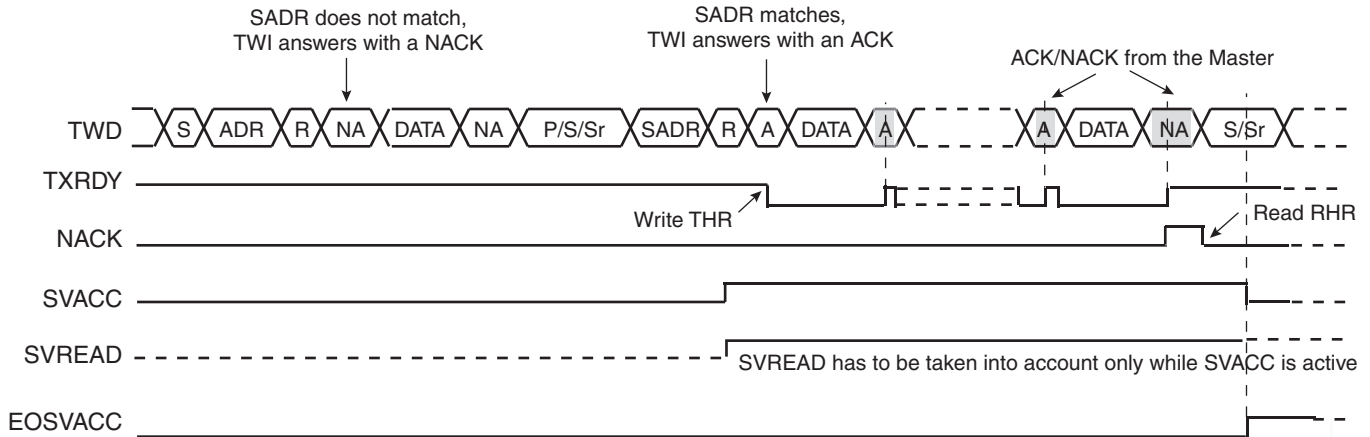 SADR does not match,
TWI answers with a NACK
SADR matches,
TWI answers with an ACK
ACK/NACK from the Master
TWD
S ADR R NA DATA NA P/S/Sr SADR R A DATA A A DATA NA S/Sr
TXRDY
Write THR
Read RHR
NACK
SVACC
SVREAD
SVREAD has to be taken into account only while SVACC is active
EOSVACC